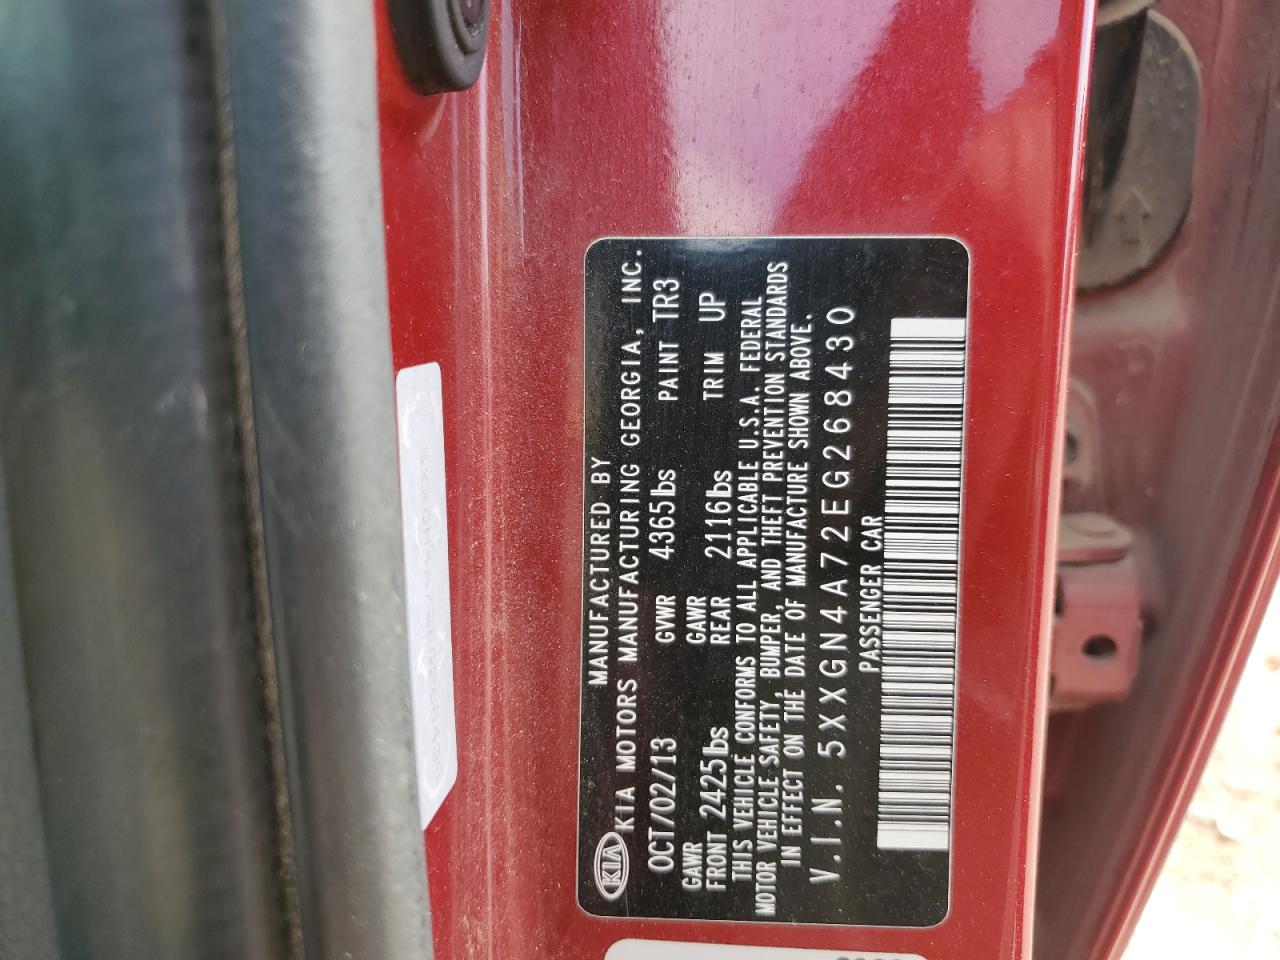 MANUFACTURED BY
KIA KIA MOTORS MANUFACTURING GEORGIA, INC.
OCT/02/13 GVWR 4365lbs PAINT TR3
GAWR FRONT 2425lbs GAWR REAR 2116lbs TRIM UP
THIS VEHICLE CONFORMS TO ALL APPLICABLE U.S.A. FEDERAL
MOTOR VEHICLE SAFETY, BUMPER, AND THEFT PREVENTION STANDARDS
IN EFFECT ON THE DATE OF MANUFACTURE SHOWN ABOVE.
V.I.N. 5XXGN4A72EG268430
PASSENGER CAR